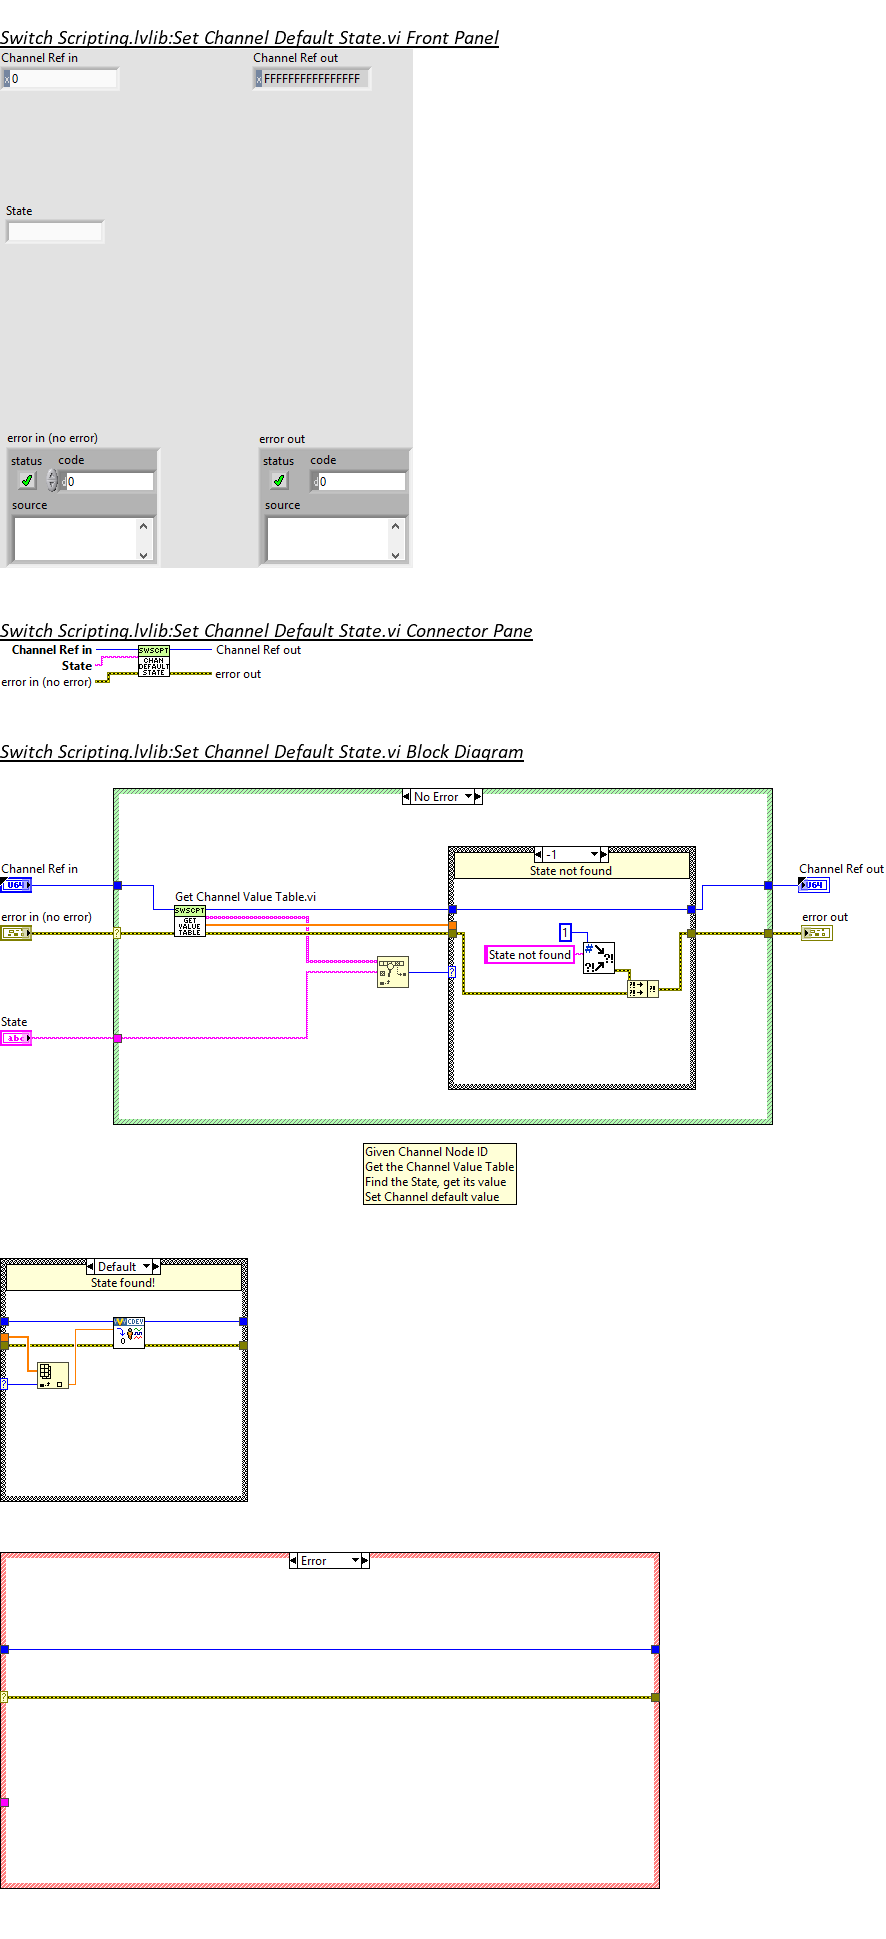 Switch Scripting.lvlib:Set Channel Default State.vi Front Panel
Channel Ref in
Channel Ref out
x 0
x FFFFFFFFFFFFFFFF
State
error in (no error)
error out
status code
status code
d 0
d 0
source
source
Switch Scripting.lvlib:Set Channel Default State.vi Connector Pane
Channel Ref in
State
error in (no error)
SWSCPT
CHAN
DEFAULT
STATE
Channel Ref out
error out
Switch Scripting.lvlib:Set Channel Default State.vi Block Diagram
No Error
-1
State not found
Channel Ref in
U64
Channel Ref out
U64
Get Channel Value Table.vi
SWSCPT
GET
VALUE
TABLE
error in (no error)
error out
?
1
State not found
#
?!
?!
?
?!
?!
?!
State
abc
Given Channel Node ID
Get the Channel Value Table
Find the State, get its value
Set Channel default value
Default
State found!
CDEV
0
?
Error
?